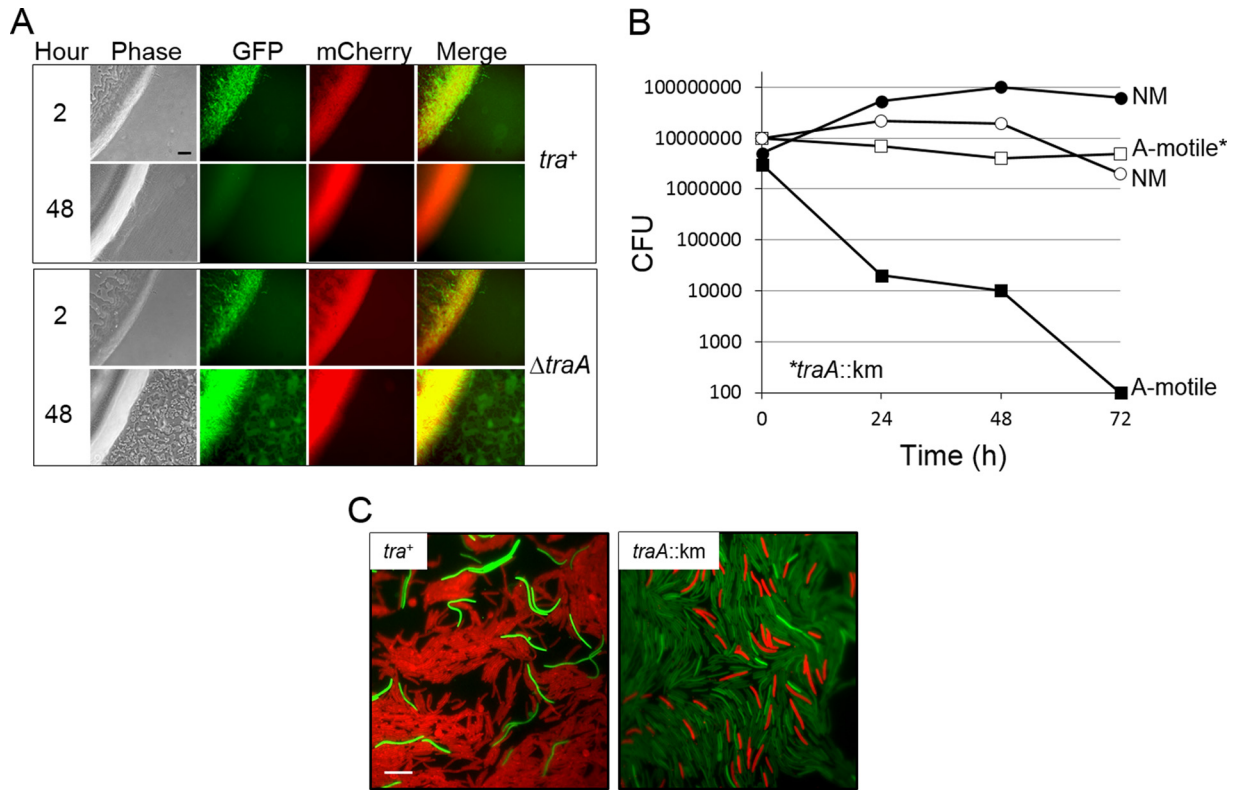 A
Hour Phase GFP mCherry Merge
2
tra⁺
48
2
ΔtraA
48
B
100000000
10000000
1000000
100000
10000
1000
100
CFU
NM
A-motile*
NM
A-motile
*traA::km
0 24 48 72
Time (h)
C
tra⁺ traA::km